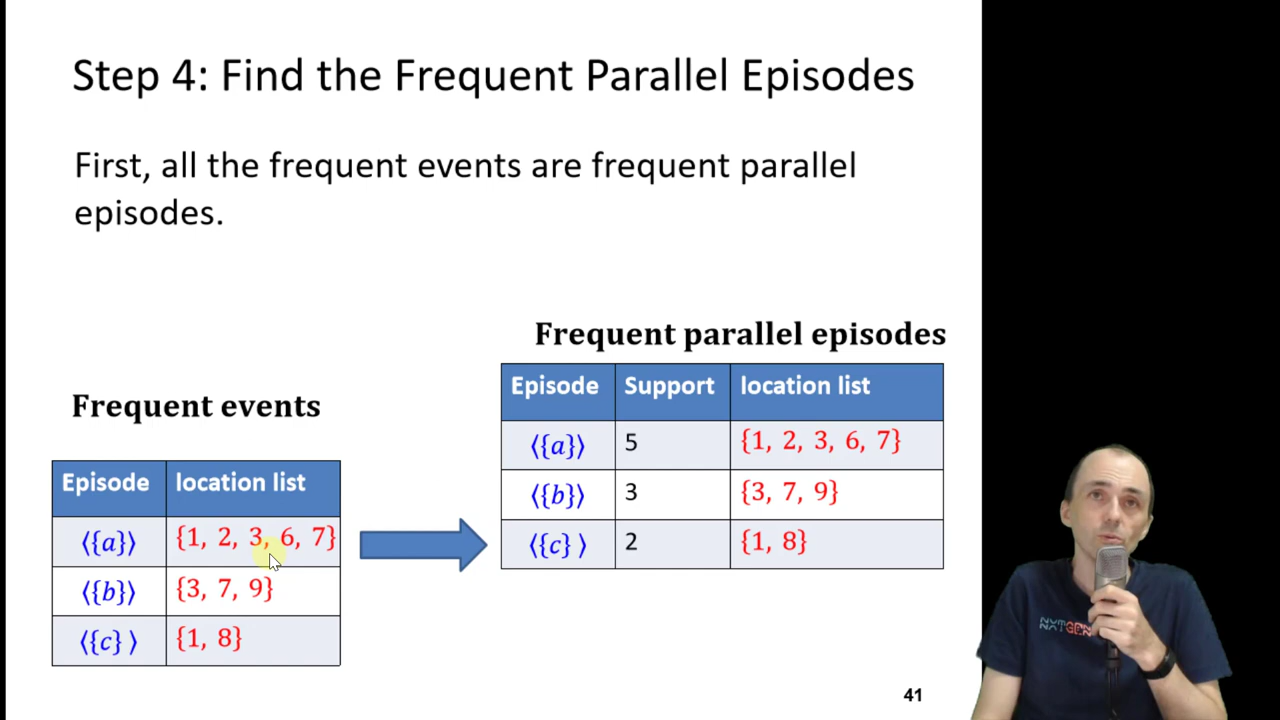 Step 4: Find the Frequent Parallel Episodes
First, all the frequent events are frequent parallel
episodes.
Frequent events
Episode location list
⟨{a}⟩ {1, 2, 3, 6, 7}
⟨{b}⟩ {3, 7, 9}
⟨{c} ⟩ {1, 8}
Frequent parallel episodes
Episode Support location list
⟨{a}⟩ 5 {1, 2, 3, 6, 7}
⟨{b}⟩ 3 {3, 7, 9}
⟨{c} ⟩ 2 {1, 8}
41